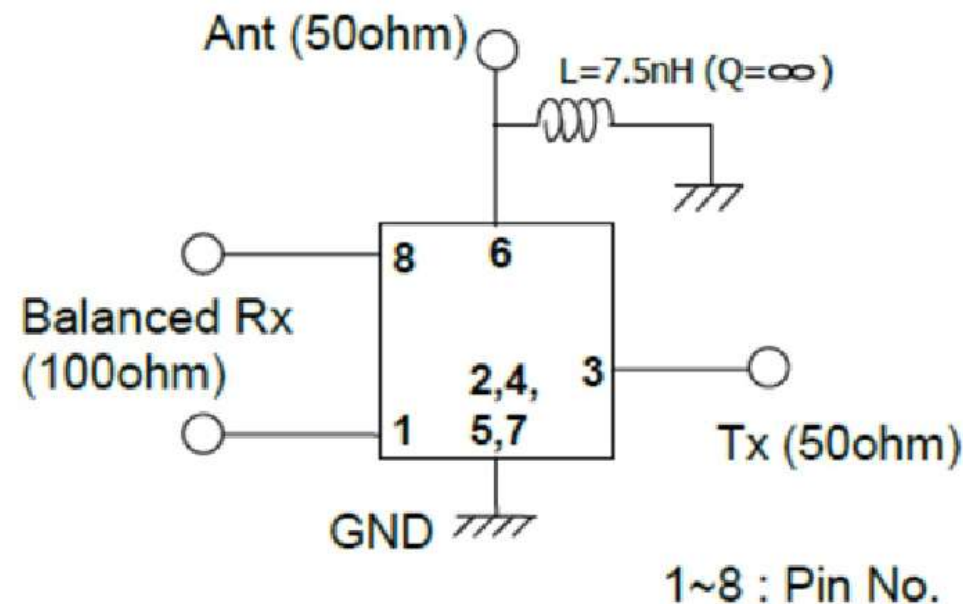 Ant (50ohm)
L=7.5nH (Q=∞)
8
6
Balanced Rx
(100ohm)
2,4,
3
1
5,7
Tx (50ohm)
GND
1~8 : Pin No.